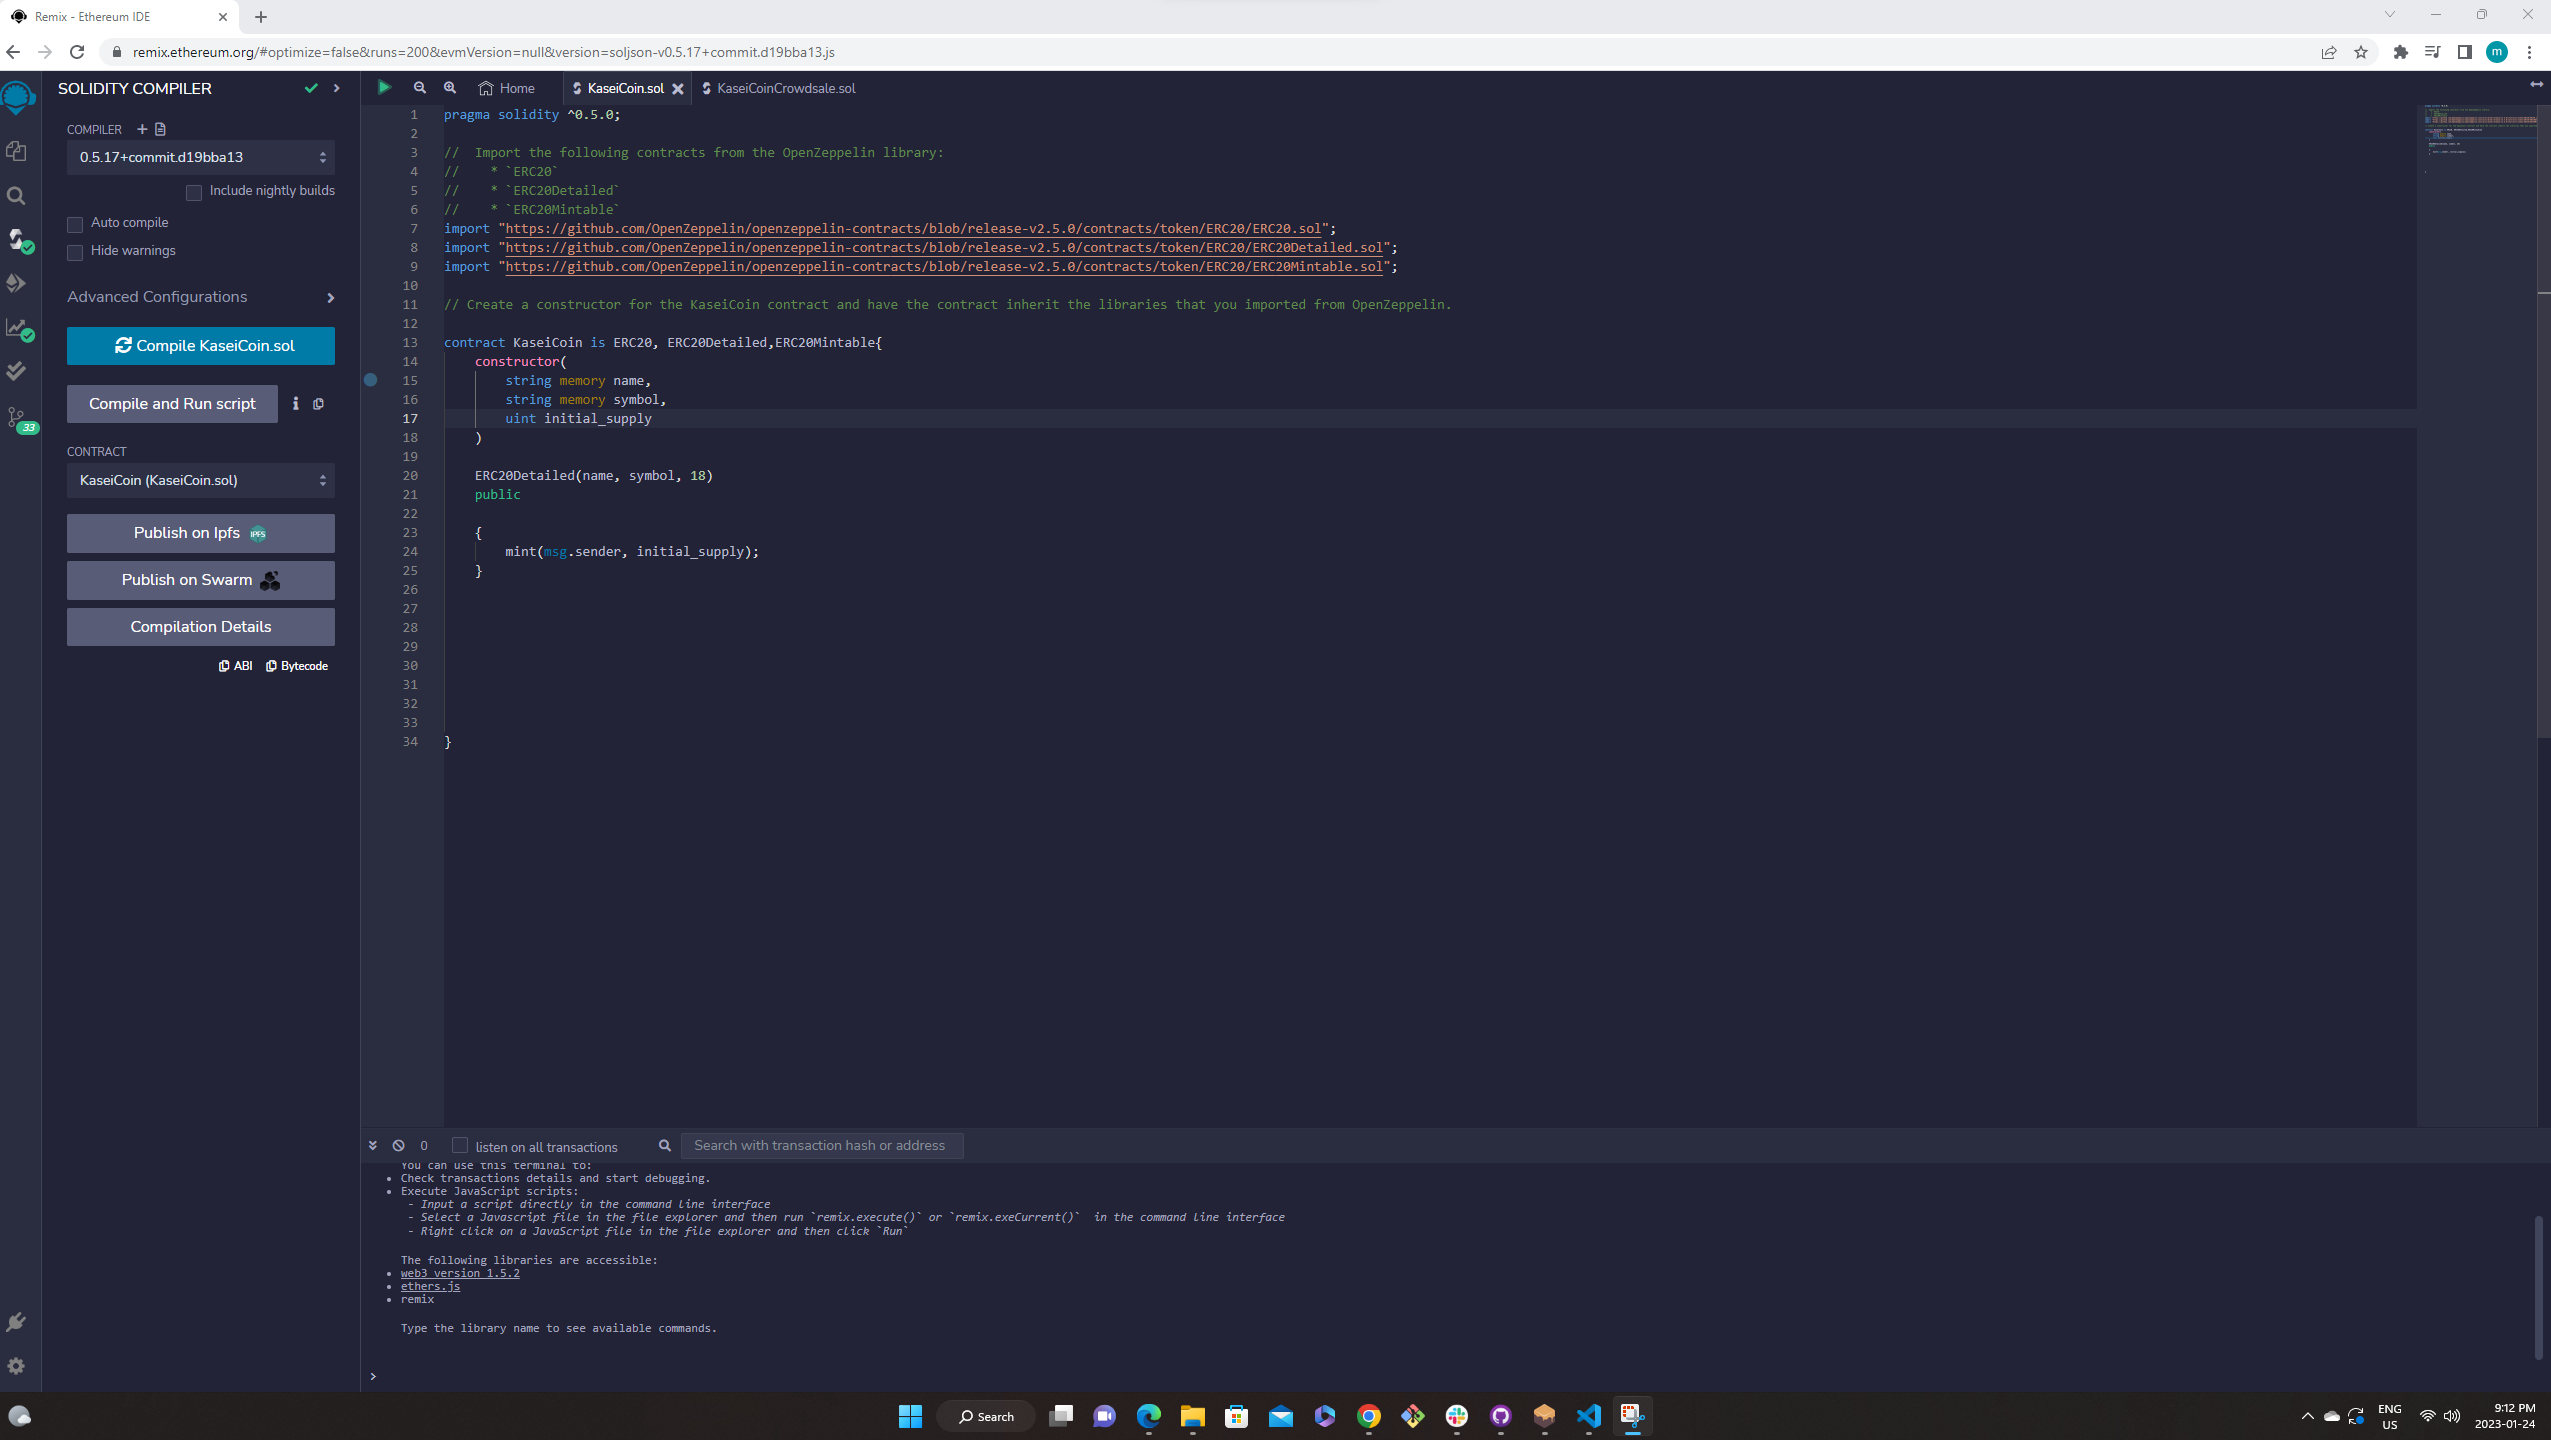 Remix - Ethereum IDE
remix.ethereum.org/#optimize=false&runs=200&evmVersion=null&version=soljson-v0.5.17+commit.d19bba13.js
m
SOLIDITY COMPILER
COMPILER
0.5.17+commit.d19bba13
Include nightly builds
Auto compile
Hide warnings
Advanced Configurations
Compile KaseiCoin.sol
Compile and Run script
33
CONTRACT
KaseiCoin (KaseiCoin.sol)
Publish on Ipfs IPFS
Publish on Swarm
Compilation Details
ABI Bytecode
Home KaseiCoin.sol KaseiCoinCrowdsale.sol
1 pragma solidity ^0.5.0;
2
3 //  Import the following contracts from the OpenZeppelin library:
4 //    * `ERC20`
5 //    * `ERC20Detailed`
6 //    * `ERC20Mintable`
7 import "https://github.com/OpenZeppelin/openzeppelin-contracts/blob/release-v2.5.0/contracts/token/ERC20/ERC20.sol";
8 import "https://github.com/OpenZeppelin/openzeppelin-contracts/blob/release-v2.5.0/contracts/token/ERC20/ERC20Detailed.sol";
9 import "https://github.com/OpenZeppelin/openzeppelin-contracts/blob/release-v2.5.0/contracts/token/ERC20/ERC20Mintable.sol";
10
11 // Create a constructor for the KaseiCoin contract and have the contract inherit the libraries that you imported from OpenZeppelin.
12
13 contract KaseiCoin is ERC20, ERC20Detailed,ERC20Mintable{
14 constructor(
15 string memory name,
16 string memory symbol,
17 uint initial_supply
18 )
19
20 ERC20Detailed(name, symbol, 18)
21 public
22
23 {
24 mint(msg.sender, initial_supply);
25 }
26
27
28
29
30
31
32
33
34 }
0 listen on all transactions Search with transaction hash or address
You can use this terminal to:
• Check transactions details and start debugging.
• Execute JavaScript scripts:
- Input a script directly in the command line interface
- Select a Javascript file in the file explorer and then run `remix.execute()` or `remix.exeCurrent()`  in the command line interface
- Right click on a JavaScript file in the file explorer and then click `Run`
The following libraries are accessible:
• web3 version 1.5.2
• ethers.js
• remix
Type the library name to see available commands.
>
Search
ENG
US
9:12 PM
2023-01-24